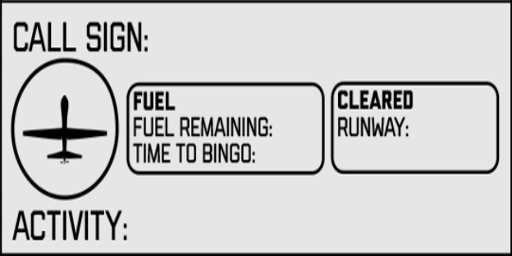 CALL SIGN:
FUEL
FUEL REMAINING:
TIME TO BINGO:
CLEARED
RUNWAY:
ACTIVITY: